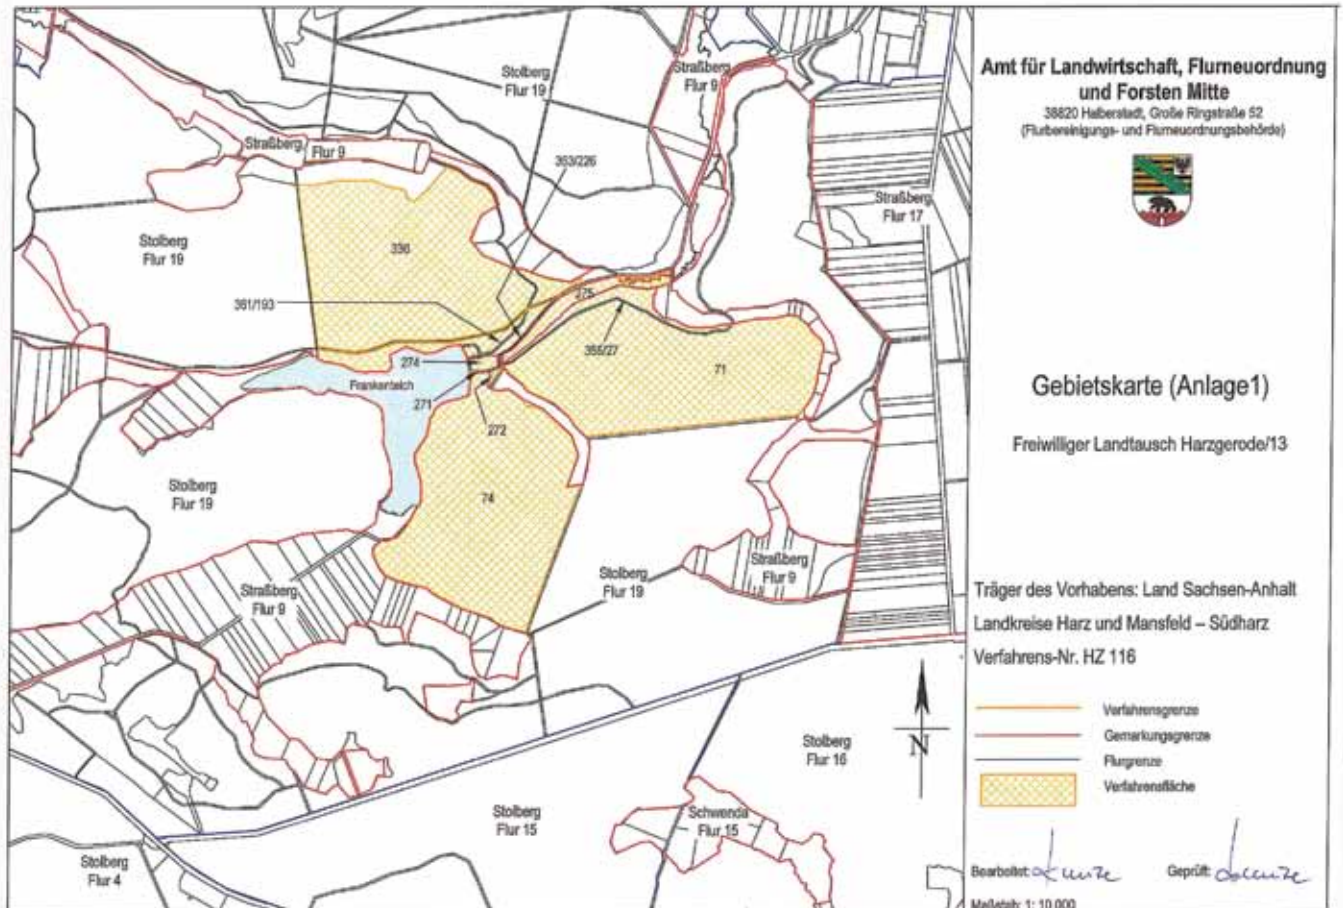 Stolberg
Flur 19
Straßberg
Flur 9
Straßberg
Flur 9
363/226
Straßberg
Flur 17
Stolberg
Flur 19
336
361/193
275
355/27
71
274
Frankenteich
271
272
Stolberg
Flur 19
74
Straßberg
Flur 9
Stolberg
Flur 19
Straßberg
Flur 9
Stolberg
Flur 16
Stolberg
Flur 15
Schwenda
Flur 15
Stolberg
Flur 4
N
Amt für Landwirtschaft, Flurneuordnung
und Forsten Mitte
38820 Halberstadt, Große Ringstraße 52
(Flurbereinigungs- und Flurneuordnungsbehörde)
Gebietskarte (Anlage1)
Freiwilliger Landtausch Harzgerode/13
Träger des Vorhabens: Land Sachsen-Anhalt
Landkreise Harz und Mansfeld – Südharz
Verfahrens-Nr. HZ 116
Verfahrensgrenze
Gemarkungsgrenze
Flurgrenze
Verfahrensfläche
Bearbeitet: Geprüft:
Maßstab: 1: 10.000